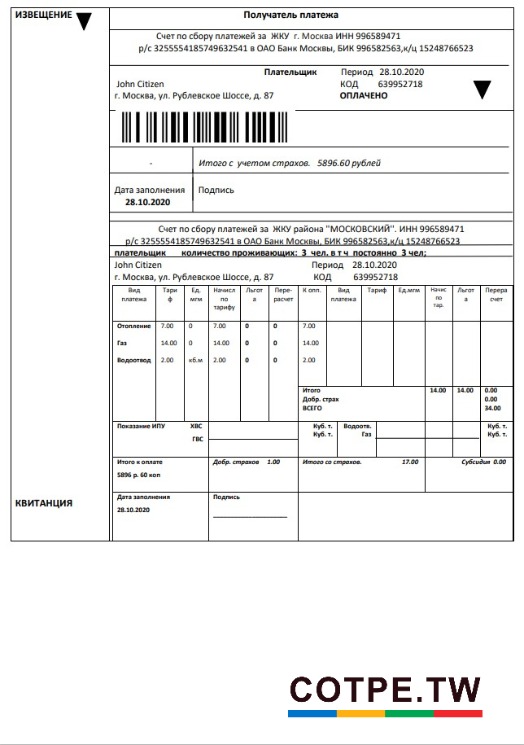 ИЗВЕЩЕНИЕ
Получатель платежа
Счет по сбору платежей за ЖКУ г. Москва ИНН 996589471
р/с 3255554185749632541 в ОАО Банк Москвы, БИК 996582563,к/ц 15248766523
Плательщик Период 28.10.2020
John Citizen КОД 639952718
г. Москва, ул. Рублевское Шоссе, д. 87 ОПЛАЧЕНО
- Итого с учетом страхов. 5896.60 рублей
Дата заполнения Подпись
28.10.2020
Счет по сбору платежей за ЖКУ района "МОСКОВСКИЙ". ИНН 996589471
р/с 3255554185749632541 в ОАО Банк Москвы, БИК 996582563,к/ц 15248766523
плательщик количество проживающих: 3 чел. в т ч постоянно 3 чел;
John Citizen Период 28.10.2020
г. Москва, ул. Рублевское Шоссе, д. 87 КОД 639952718
Вид Тари Ед. Начисл Льгот Пере- К опл. Вид Тариф Ед.мгм Начис Льгот Перера
платежа ф мгм по а расчет платежа по а счет
тарифу тар.
Отопление 7.00 0 7.00 0 0 7.00
Газ 14.00 0 14.00 0 0 14.00
Водоотвод 2.00 кб.м 2.00 0 0 2.00
Итого 14.00 14.00 0.00
Добр. страх 0.00
ВСЕГО 34.00
Показание ИПУ ХВС Куб. т. Водоотв. Куб. т.
ГВС Куб. т. Газ Куб. т.
Итого к оплате Добр. страхов 1.00 Итого со страхов. 17.00 Субсидии 0.00
5896 р. 60 коп
КВИТАНЦИЯ
Дата заполнения Подпись
28.10.2020
COTPE.TW